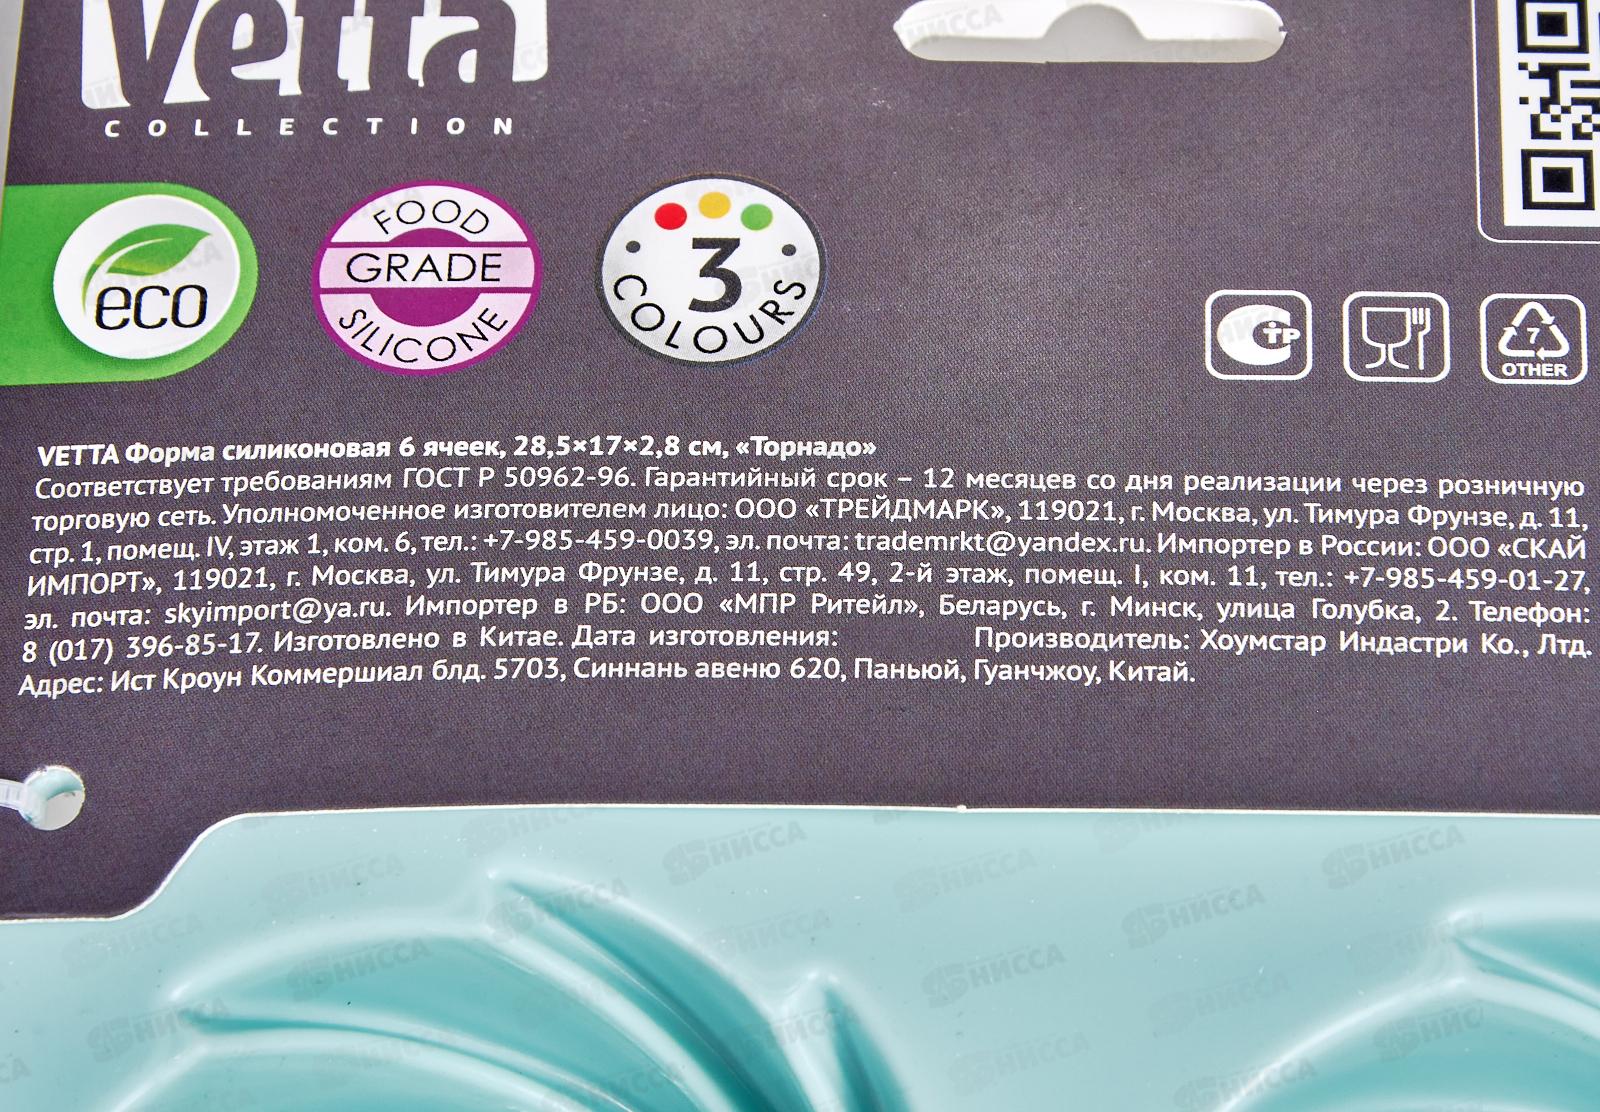 Vetta
COLLECTION
eco
FOOD
GRADE
SILICONE
3
COLOURS
СТР
7
OTHER
VETTA Форма силиконовая 6 ячеек, 28,5×17×2,8 см, «Торнадо»
Соответствует требованиям ГОСТ Р 50962-96. Гарантийный срок – 12 месяцев со дня реализации через розничную
торговую сеть. Уполномоченное изготовителем лицо: ООО «ТРЕЙДМАРК», 119021, г. Москва, ул. Тимура Фрунзе, д. 11,
стр. 1, помещ. IV, этаж 1, ком. 6, тел.: +7-985-459-0039, эл. почта: trademrkt@yandex.ru. Импортер в России: ООО «СКАЙ
ИМПОРТ», 119021, г. Москва, ул. Тимура Фрунзе, д. 11, стр. 49, 2-й этаж, помещ. I, ком. 11, тел.: +7-985-459-01-27,
эл. почта: skyimport@ya.ru. Импортер в РБ: ООО «МПР Ритейл», Беларусь, г. Минск, улица Голубка, 2. Телефон:
8 (017) 396-85-17. Изготовлено в Китае. Дата изготовления: Производитель: Хоумстар Индастри Ко., Лтд.
Адрес: Ист Кроун Коммершиал блд. 5703, Синнань авеню 620, Паньюй, Гуанчжоу, Китай.
НИССА